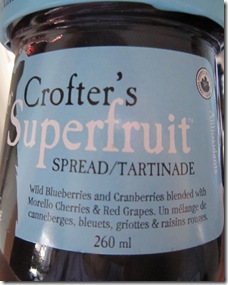 Crofter's
Superfruit™
SPREAD/TARTINADE
Wild Blueberries and Cranberries blended with
Morello Cherries & Red Grapes. Un mélange de
canneberges, bleuets, griottes & raisins rouges.
260 ml